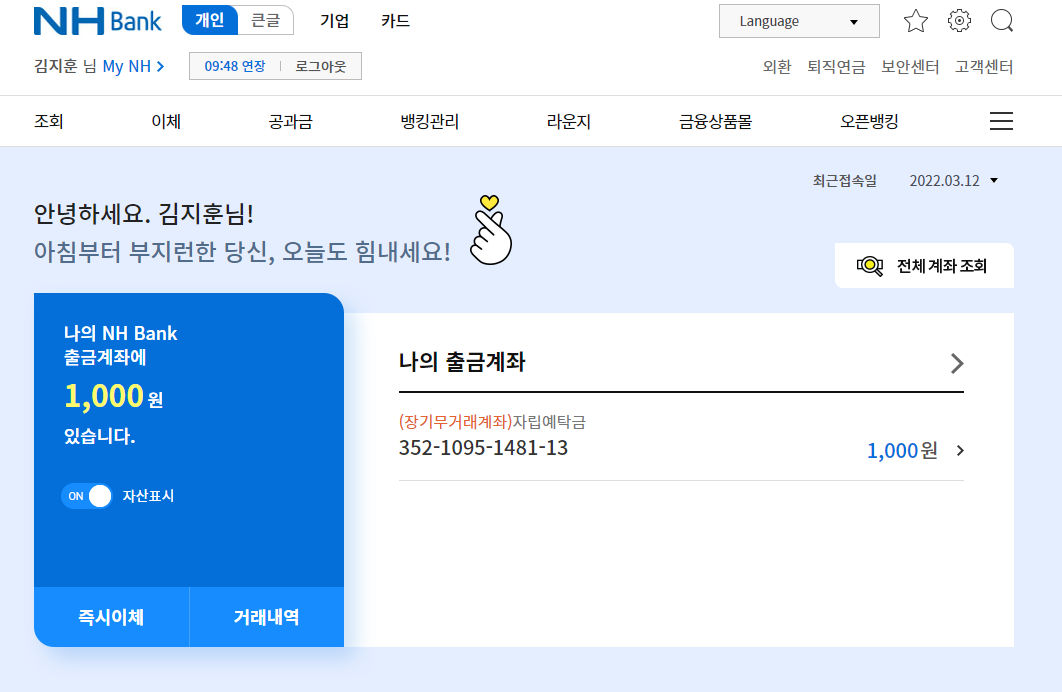 NH Bank 개인 큰글 기업 카드 Language
김지훈 님 My NH 09:48 연장 로그아웃 외환 퇴직연금 보안센터 고객센터
조회 이체 공과금 뱅킹관리 라운지 금융상품몰 오픈뱅킹
최근접속일 2022.03.12
안녕하세요. 김지훈님!
아침부터 부지런한 당신, 오늘도 힘내세요!
전체 계좌 조회
나의 NH Bank
출금계좌에
1,000 원
있습니다.
ON 자산표시
즉시이체 거래내역
나의 출금계좌
(장기무거래계좌)자립예탁금
352-1095-1481-13
1,000원